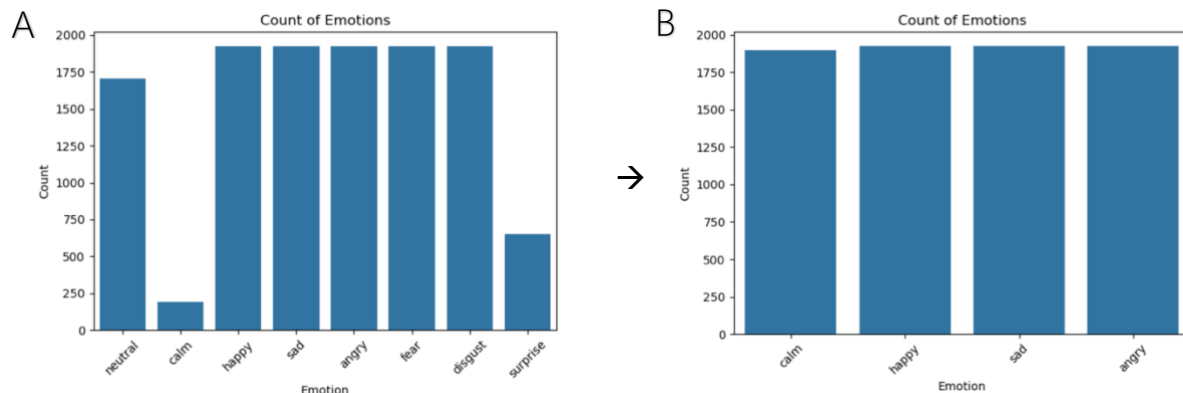 A
Count of Emotions
2000
1750
1500
1250
1000
750
500
250
0
Count
neutral calm happy sad angry fear disgust surprise
Emotion
→
B
Count of Emotions
2000
1750
1500
1250
1000
750
500
250
0
Count
calm happy sad angry
Emotion